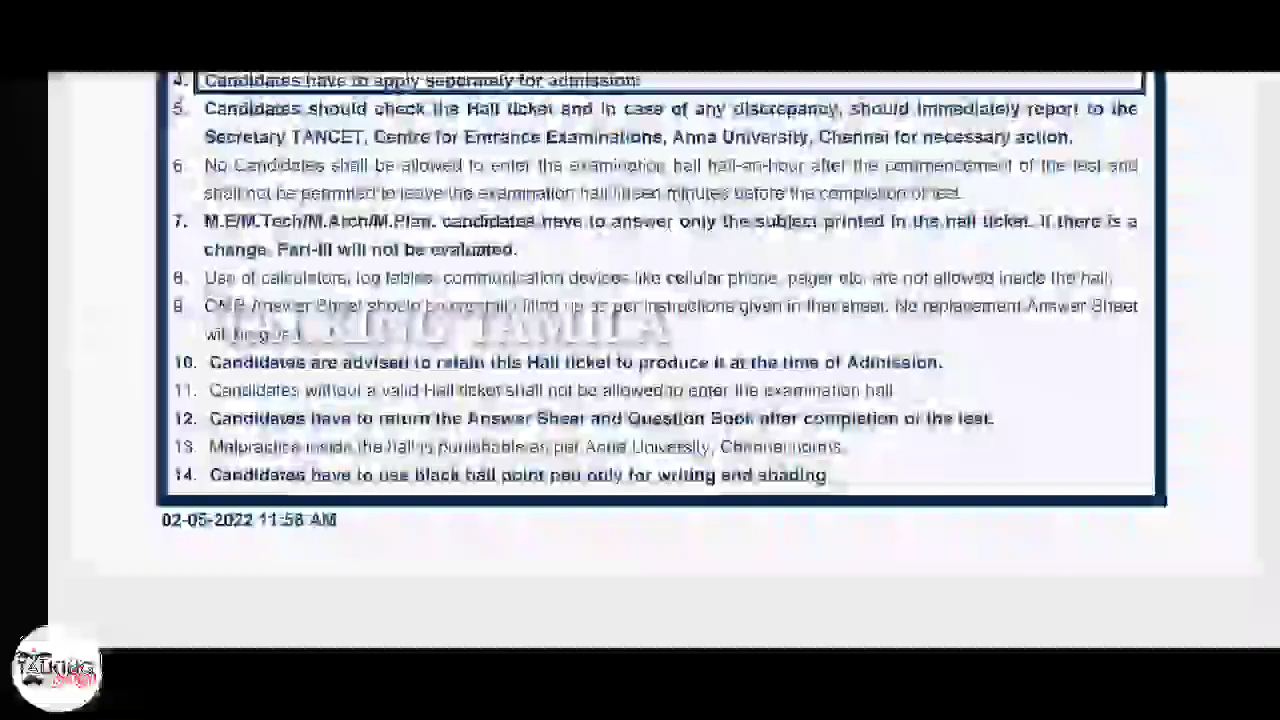 4. Candidates have to apply seperately for admission.
5. Candidates should check the Hall ticket and in case of any discrepancy, should immediately report to the
Secretary TANCET, Centre for Entrance Examinations, Anna University, Chennai for necessary action.
6. No Candidates shall be allowed to enter the examination hall half-an-hour after the commencement of the test and
shall not be permitted to leave the examination hall fifteen minutes before the completion of test.
7. M.E/M.Tech/M.Arch/M.Plan. candidates have to answer only the subject printed in the hall ticket. If there is a
change, Part-III will not be evaluated.
8. Use of calculators, log tables, communication devices like cellular phone, pager etc. are not allowed inside the hall.
9. OMR Answer Sheet should be carefully filled up as per instructions given in that sheet. No replacement Answer Sheet
will
TALKING TAMILA
10. Candidates are advised to retain this Hall ticket to produce it at the time of Admission.
11. Candidates without a valid Hall ticket shall not be allowed to enter the examination hall.
12. Candidates have to return the Answer Sheet and Question Book after completion of the test.
13. Malpractice inside the hall is punishable as per Anna University, Chennai norms.
14. Candidates have to use black ball point pen only for writing and shading
02-05-2022 11:58 AM
TALKING